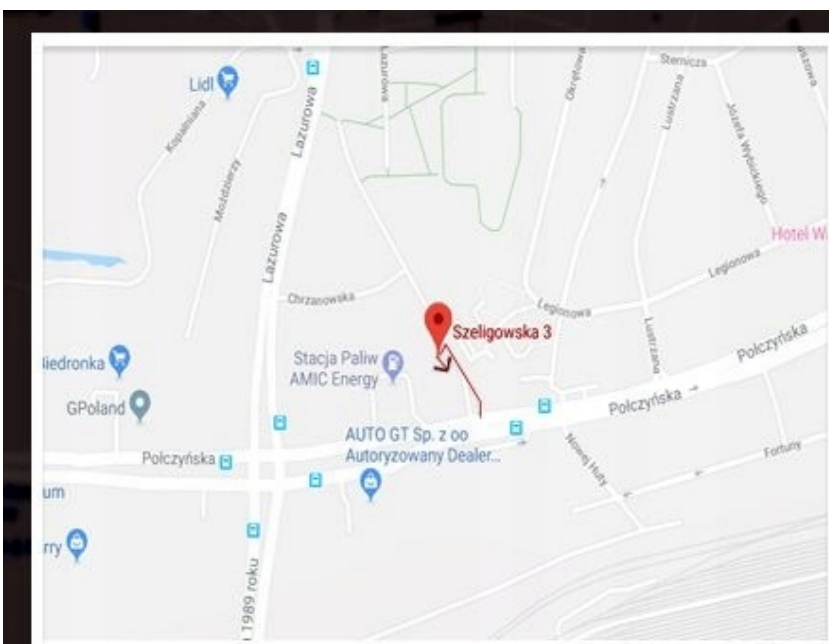 Lidl
Kopalniana
Moździerzy
Lazurowa
Lazurowa
Lazurowa
Okrętowa
Sternicza
Lustrzana
Józefa Wybickiego
Hotel W
Legionowa
Legionowa
Chrzanowska
Szeligowska 3
Stacja Paliw
AMIC Energy
iedronka
GPoland
Lustrzana
Połczyńska
Połczyńska →
AUTO GT Sp. z oo
Autoryzowany Dealer...
Połczyńska
Nowej Huty
Fortuny
um
rry
1989 roku